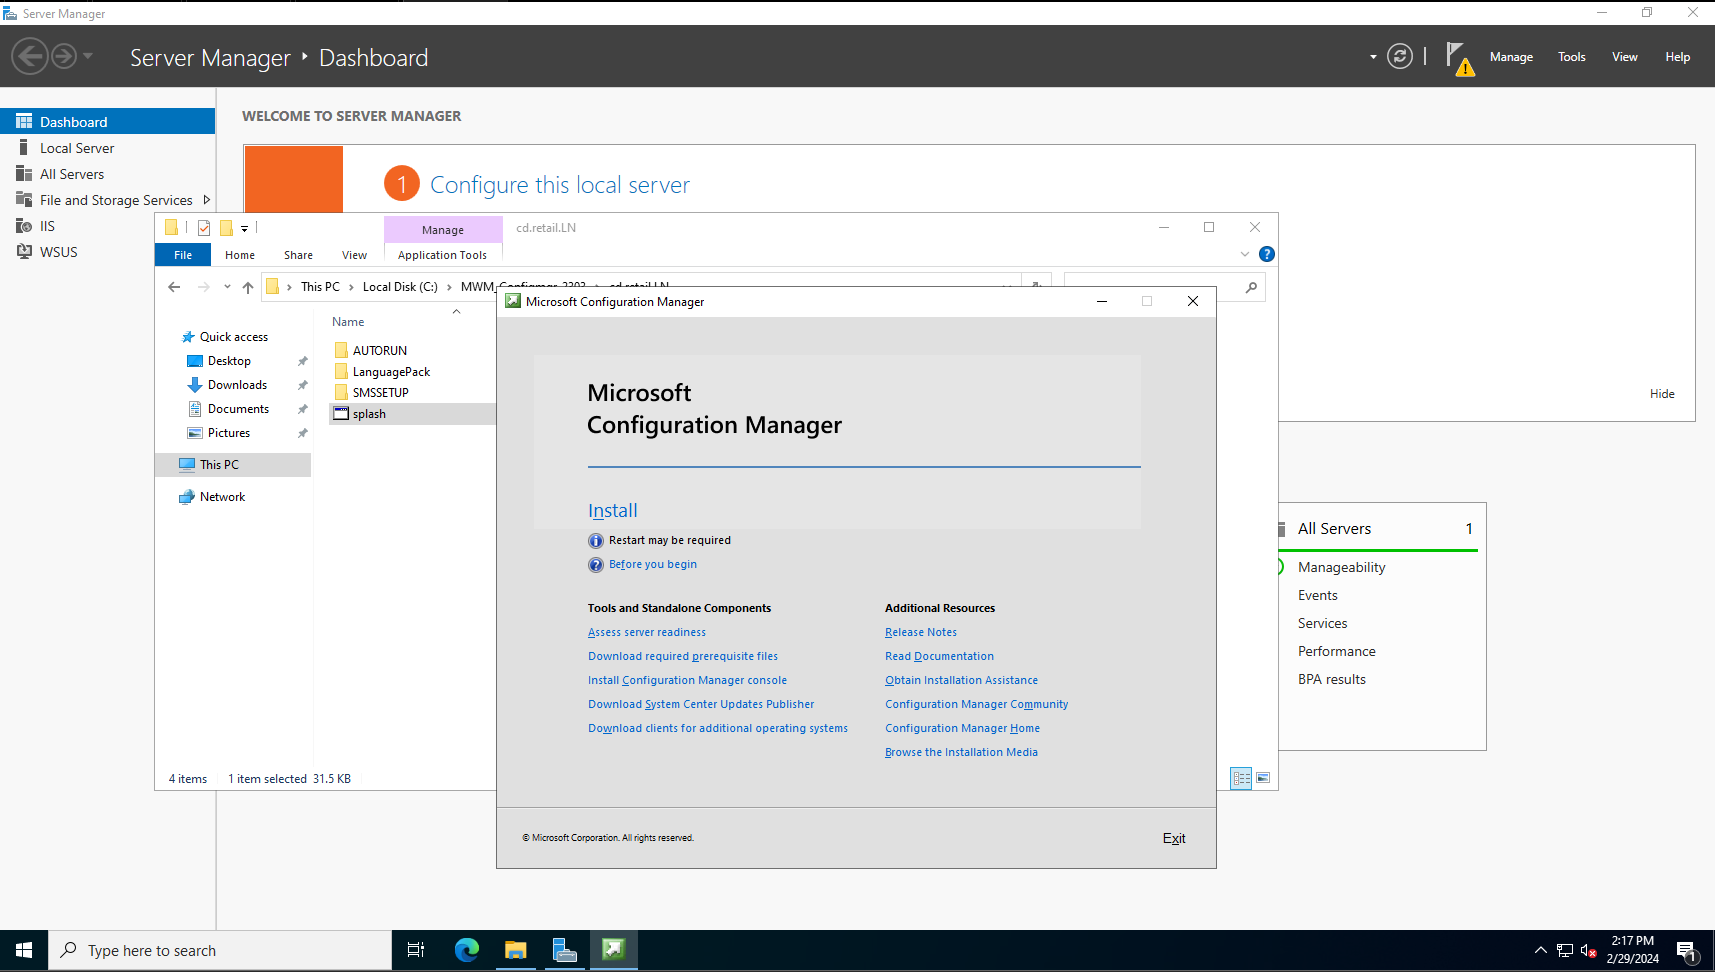 Server Manager
Server Manager ‣ Dashboard
Manage
Tools
View
Help
Dashboard
Local Server
All Servers
File and Storage Services
IIS
WSUS
WELCOME TO SERVER MANAGER
1 Configure this local server
Hide
All Servers 1
Manageability
Events
Services
Performance
BPA results
Manage
cd.retail.LN
File
Home
Share
View
Application Tools
This PC > Local Disk (C:) >
Name
AUTORUN
LanguagePack
SMSSETUP
splash
Quick access
Desktop
Downloads
Documents
Pictures
This PC
Network
4 items
1 item selected 31.5 KB
Microsoft Configuration Manager
Microsoft
Configuration Manager
Install
Restart may be required
Before you begin
Tools and Standalone Components
Assess server readiness
Download required prerequisite files
Install Configuration Manager console
Download System Center Updates Publisher
Download clients for additional operating systems
Additional Resources
Release Notes
Read Documentation
Obtain Installation Assistance
Configuration Manager Community
Configuration Manager Home
Browse the Installation Media
© Microsoft Corporation. All rights reserved.
Exit
Type here to search
2:17 PM
2/29/2024
1